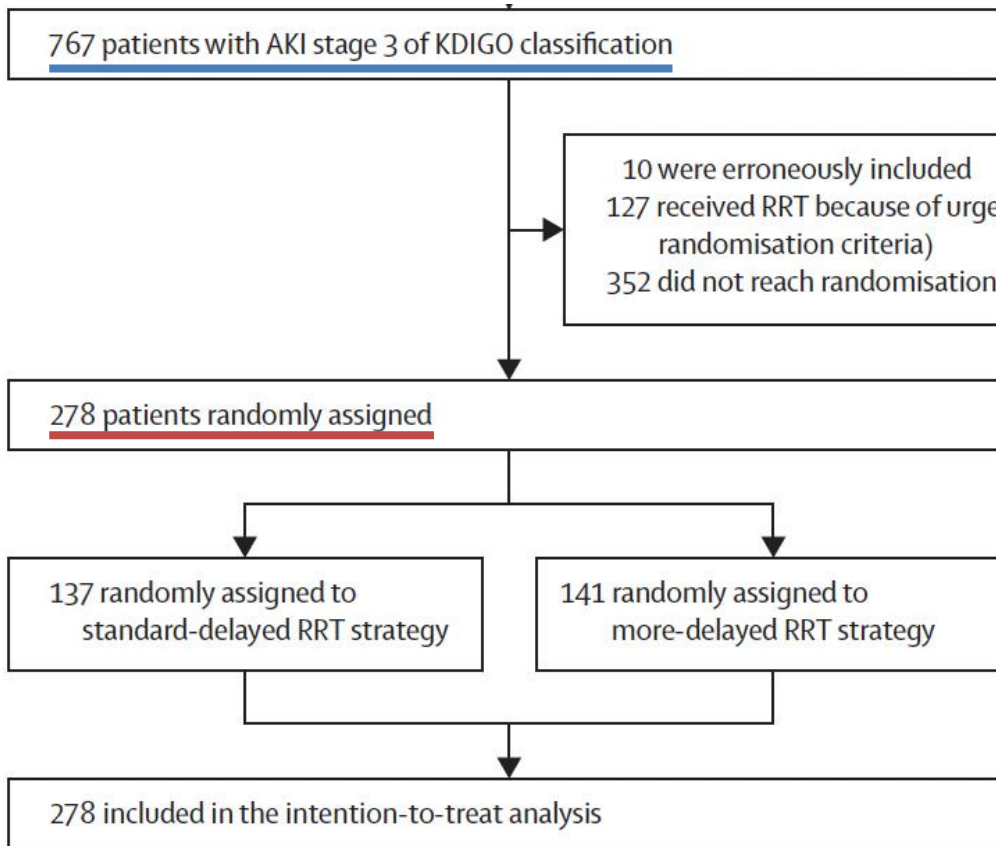 767 patients with AKI stage 3 of KDIGO classification
10 were erroneously included
127 received RRT because of urge
randomisation criteria)
352 did not reach randomisation
278 patients randomly assigned
137 randomly assigned to
standard-delayed RRT strategy
141 randomly assigned to
more-delayed RRT strategy
278 included in the intention-to-treat analysis